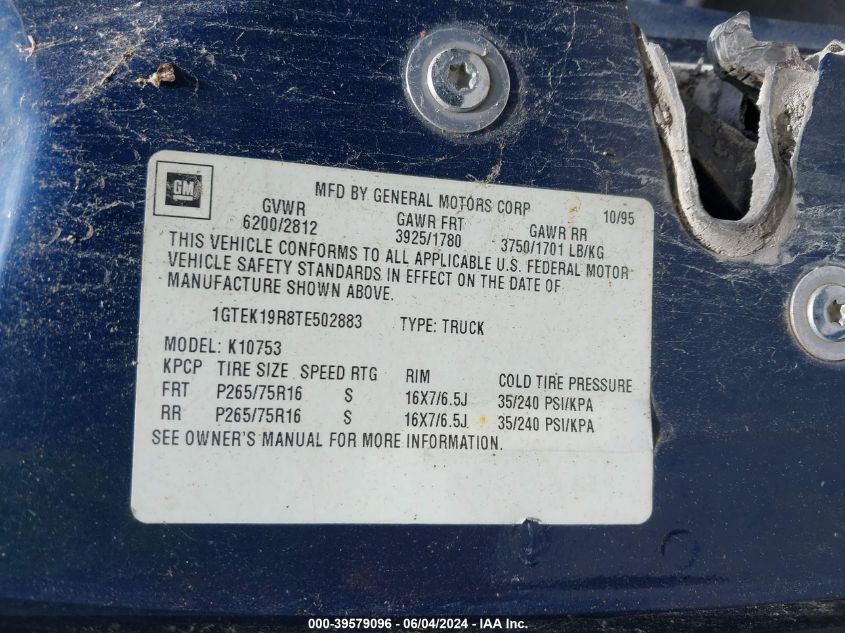 GM
MFD BY GENERAL MOTORS CORP 10/95
GVWR GAWR FRT GAWR RR
6200/2812 3925/1780 3750/1701 LB/KG
THIS VEHICLE CONFORMS TO ALL APPLICABLE U.S. FEDERAL MOTOR
VEHICLE SAFETY STANDARDS IN EFFECT ON THE DATE OF
MANUFACTURE SHOWN ABOVE.
1GTEK19R8TE502883 TYPE: TRUCK
MODEL: K10753
KPCP TIRE SIZE SPEED RTG RIM COLD TIRE PRESSURE
FRT P265/75R16 S 16X7/6.5J 35/240 PSI/KPA
RR P265/75R16 S 16X7/6.5J 35/240 PSI/KPA
SEE OWNER'S MANUAL FOR MORE INFORMATION.
000-39579096 - 06/04/2024 - IAA Inc.